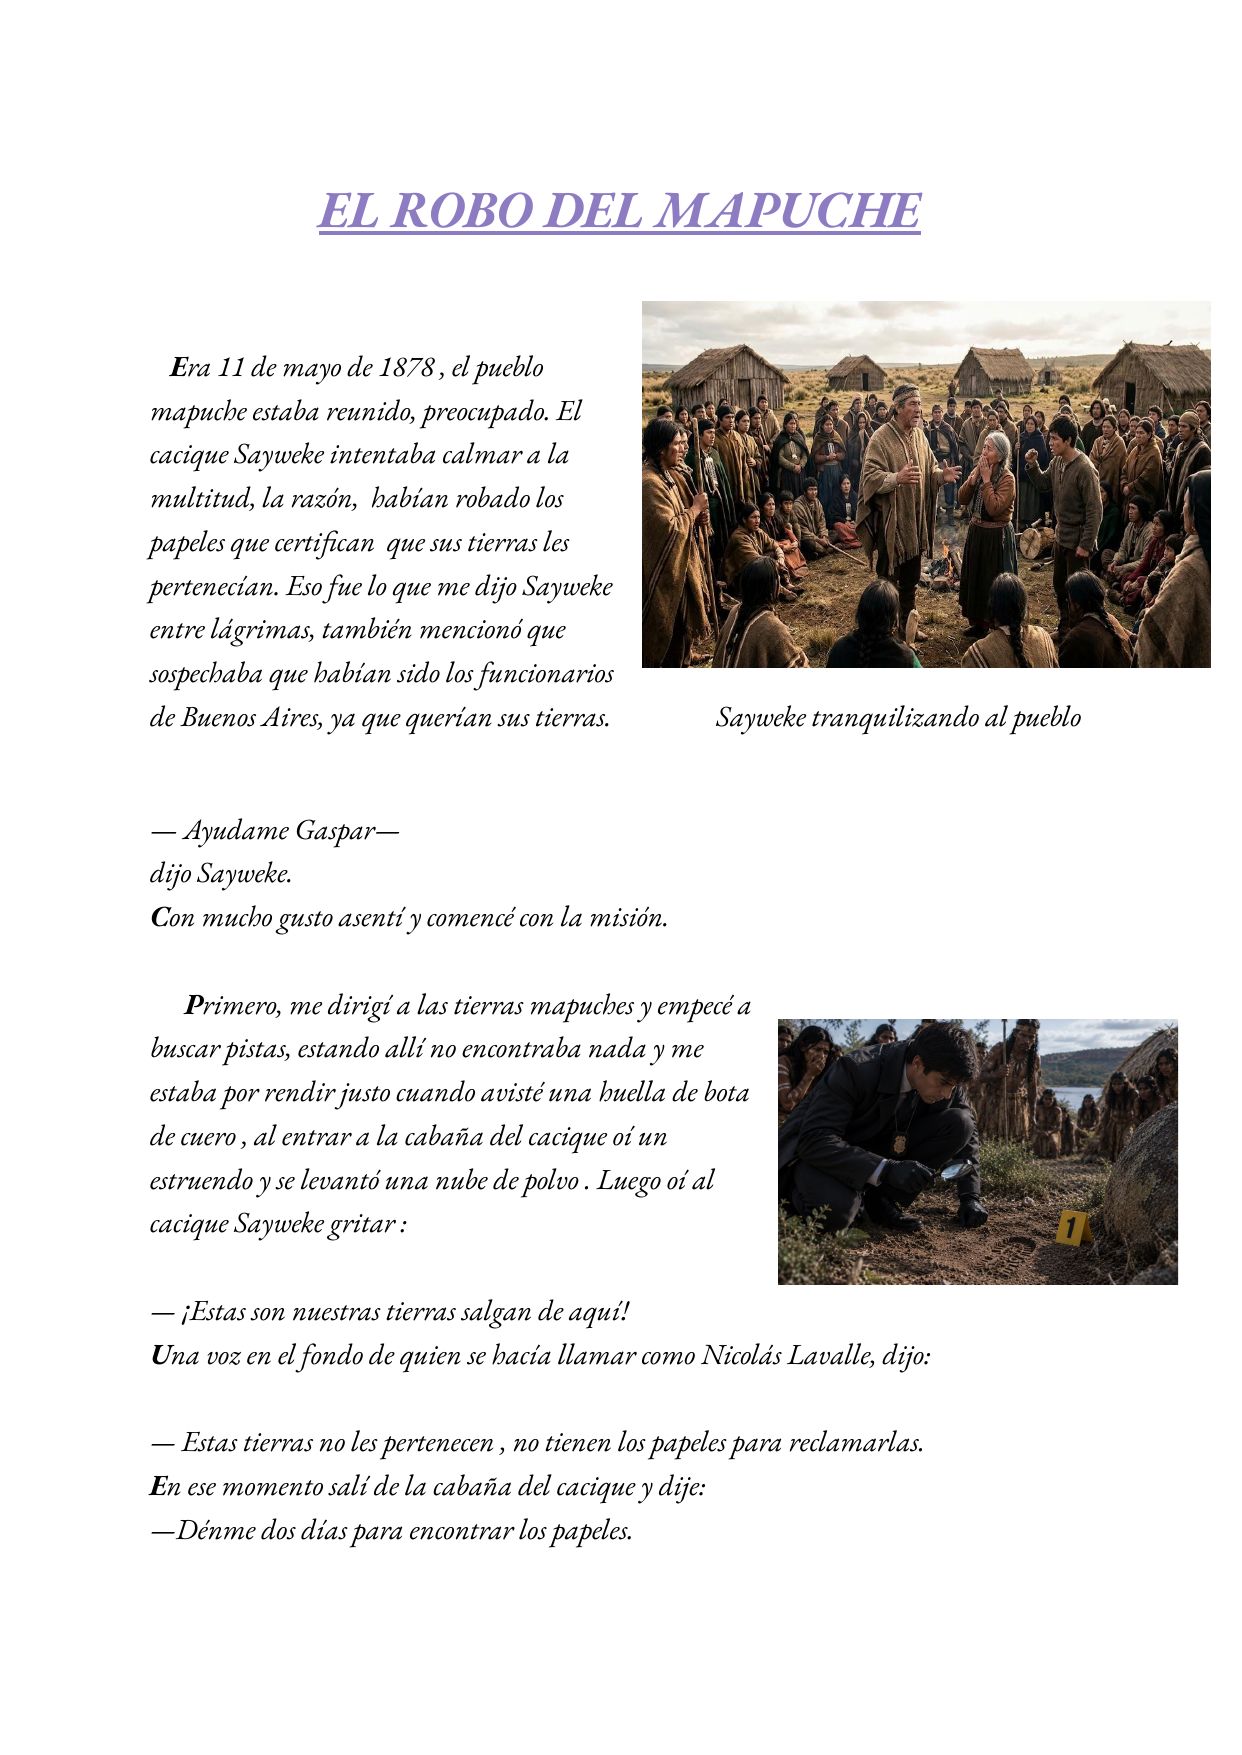 EL ROBO DEL MAPUCHE
Era 11 de mayo de 1878 , el pueblo
mapuche estaba reunido, preocupado. El
cacique Sayweke intentaba calmar a la
multitud, la razón,  habían robado los
papeles que certifican  que sus tierras les
pertenecían. Eso fue lo que me dijo Sayweke
entre lágrimas, también mencionó que
sospechaba que habían sido los funcionarios
de Buenos Aires, ya que querían sus tierras.
Sayweke tranquilizando al pueblo
— Ayudame Gaspar—
dijo Sayweke.
Con mucho gusto asentí y comencé con la misión.
Primero, me dirigí a las tierras mapuches y empecé a
buscar pistas, estando allí no encontraba nada y me
estaba por rendir justo cuando avisté una huella de bota
de cuero , al entrar a la cabaña del cacique oí un
estruendo y se levantó una nube de polvo . Luego oí al
cacique Sayweke gritar :
1
— ¡Estas son nuestras tierras salgan de aquí!
Una voz en el fondo de quien se hacía llamar como Nicolás Lavalle, dijo:
— Estas tierras no les pertenecen , no tienen los papeles para reclamarlas.
En ese momento salí de la cabaña del cacique y dije:
—Dénme dos días para encontrar los papeles.